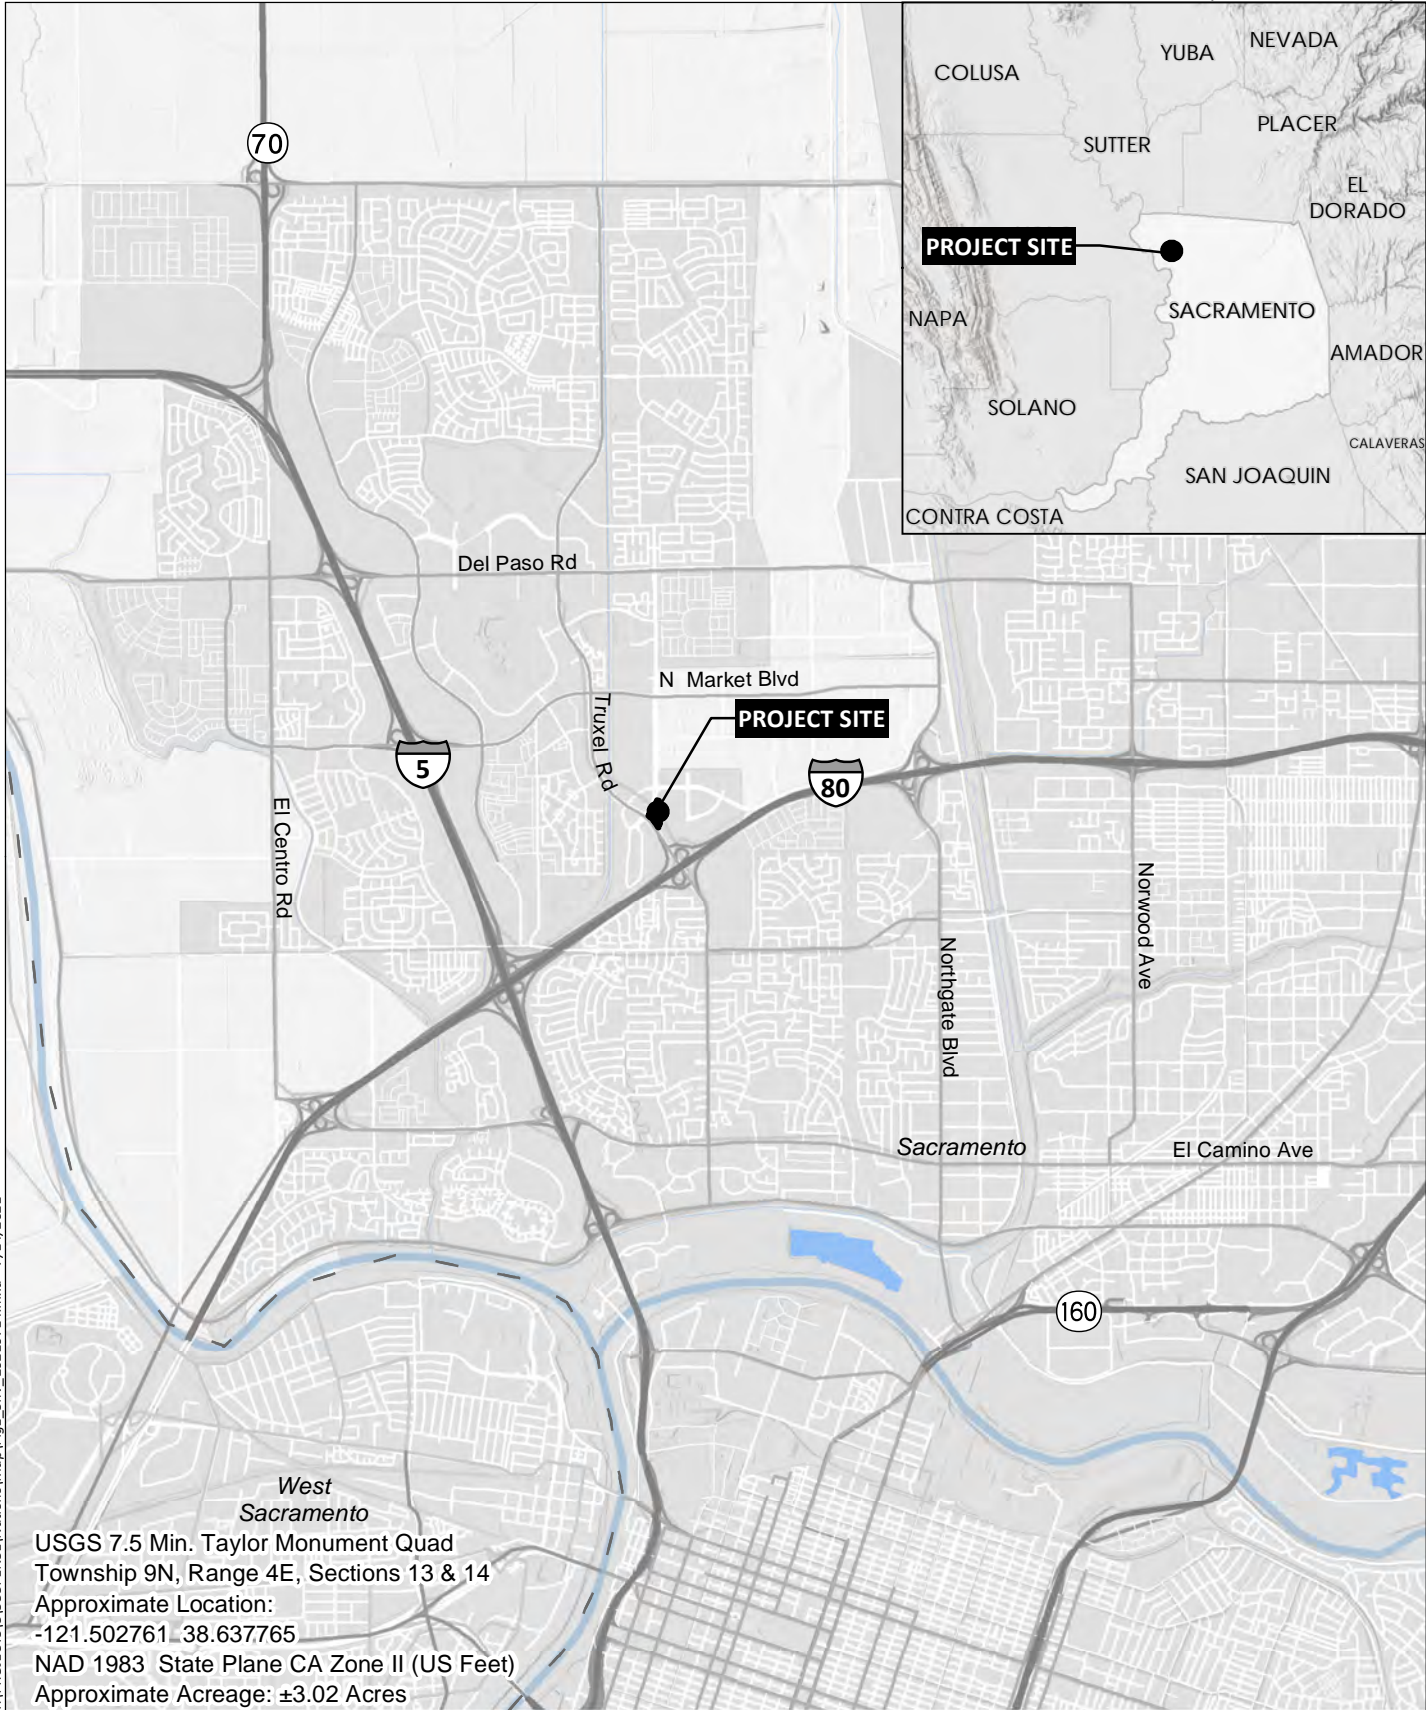 COLUSA
YUBA
NEVADA
PLACER
SUTTER
EL
DORADO
PROJECT SITE
SACRAMENTO
NAPA
AMADOR
SOLANO
CALAVERAS
SAN JOAQUIN
CONTRA COSTA
70
Del Paso Rd
N Market Blvd
Truxel Rd
PROJECT SITE
5
80
El Centro Rd
Norwood Ave
Northgate Blvd
Sacramento
El Camino Ave
160
West
Sacramento
USGS 7.5 Min. Taylor Monument Quad
Township 9N, Range 4E, Sections 13 & 14
Approximate Location:
-121.502761 38.637765
NAD 1983 State Plane CA Zone II (US Feet)
Approximate Acreage: ±3.02 Acres